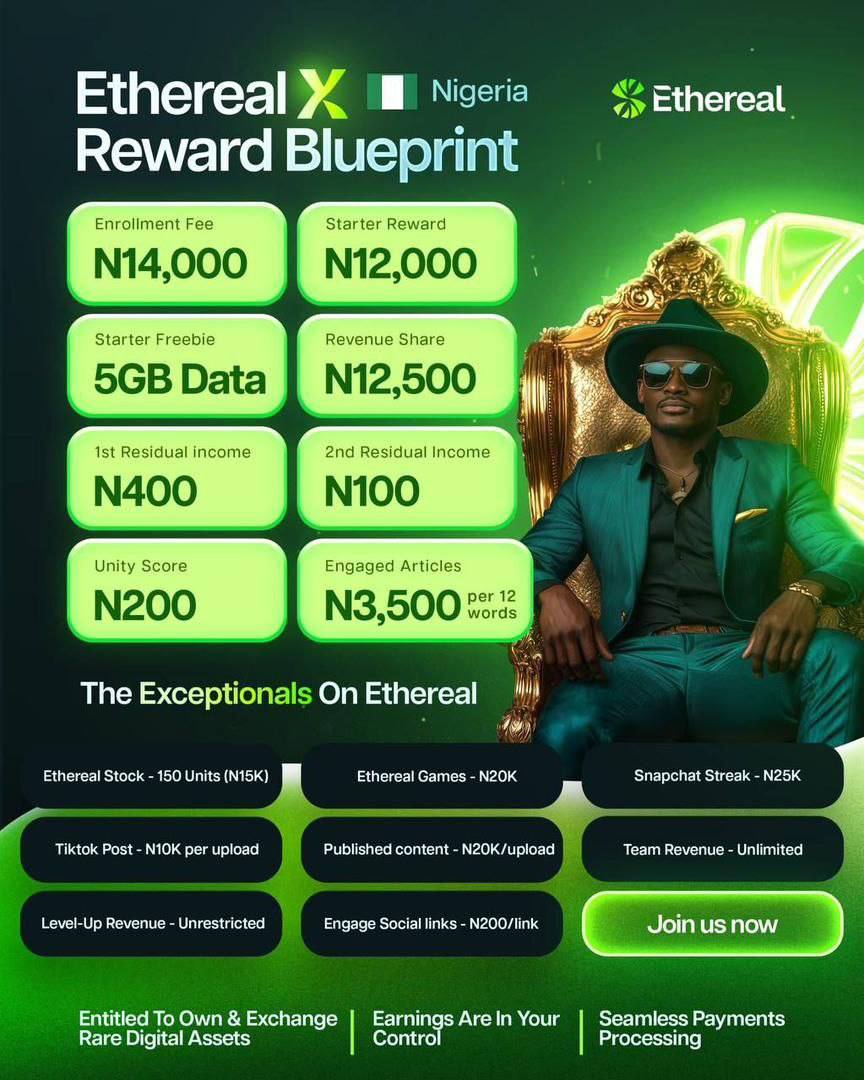 Ethereal X Nigeria
Reward Blueprint
Ethereal
Enrollment Fee
N14,000
Starter Reward
N12,000
Starter Freebie
5GB Data
Revenue Share
N12,500
1st Residual income
N400
2nd Residual Income
N100
Unity Score
N200
Engaged Articles
N3,500 per 12
words
The Exceptionals On Ethereal
Ethereal Stock - 150 Units (N15K)
Ethereal Games - N20K
Snapchat Streak - N25K
Tiktok Post - N10K per upload
Published content - N20K/upload
Team Revenue - Unlimited
Level-Up Revenue - Unrestricted
Engage Social links - N200/link
Join us now
Entitled To Own & Exchange
Rare Digital Assets
Earnings Are In Your
Control
Seamless Payments
Processing